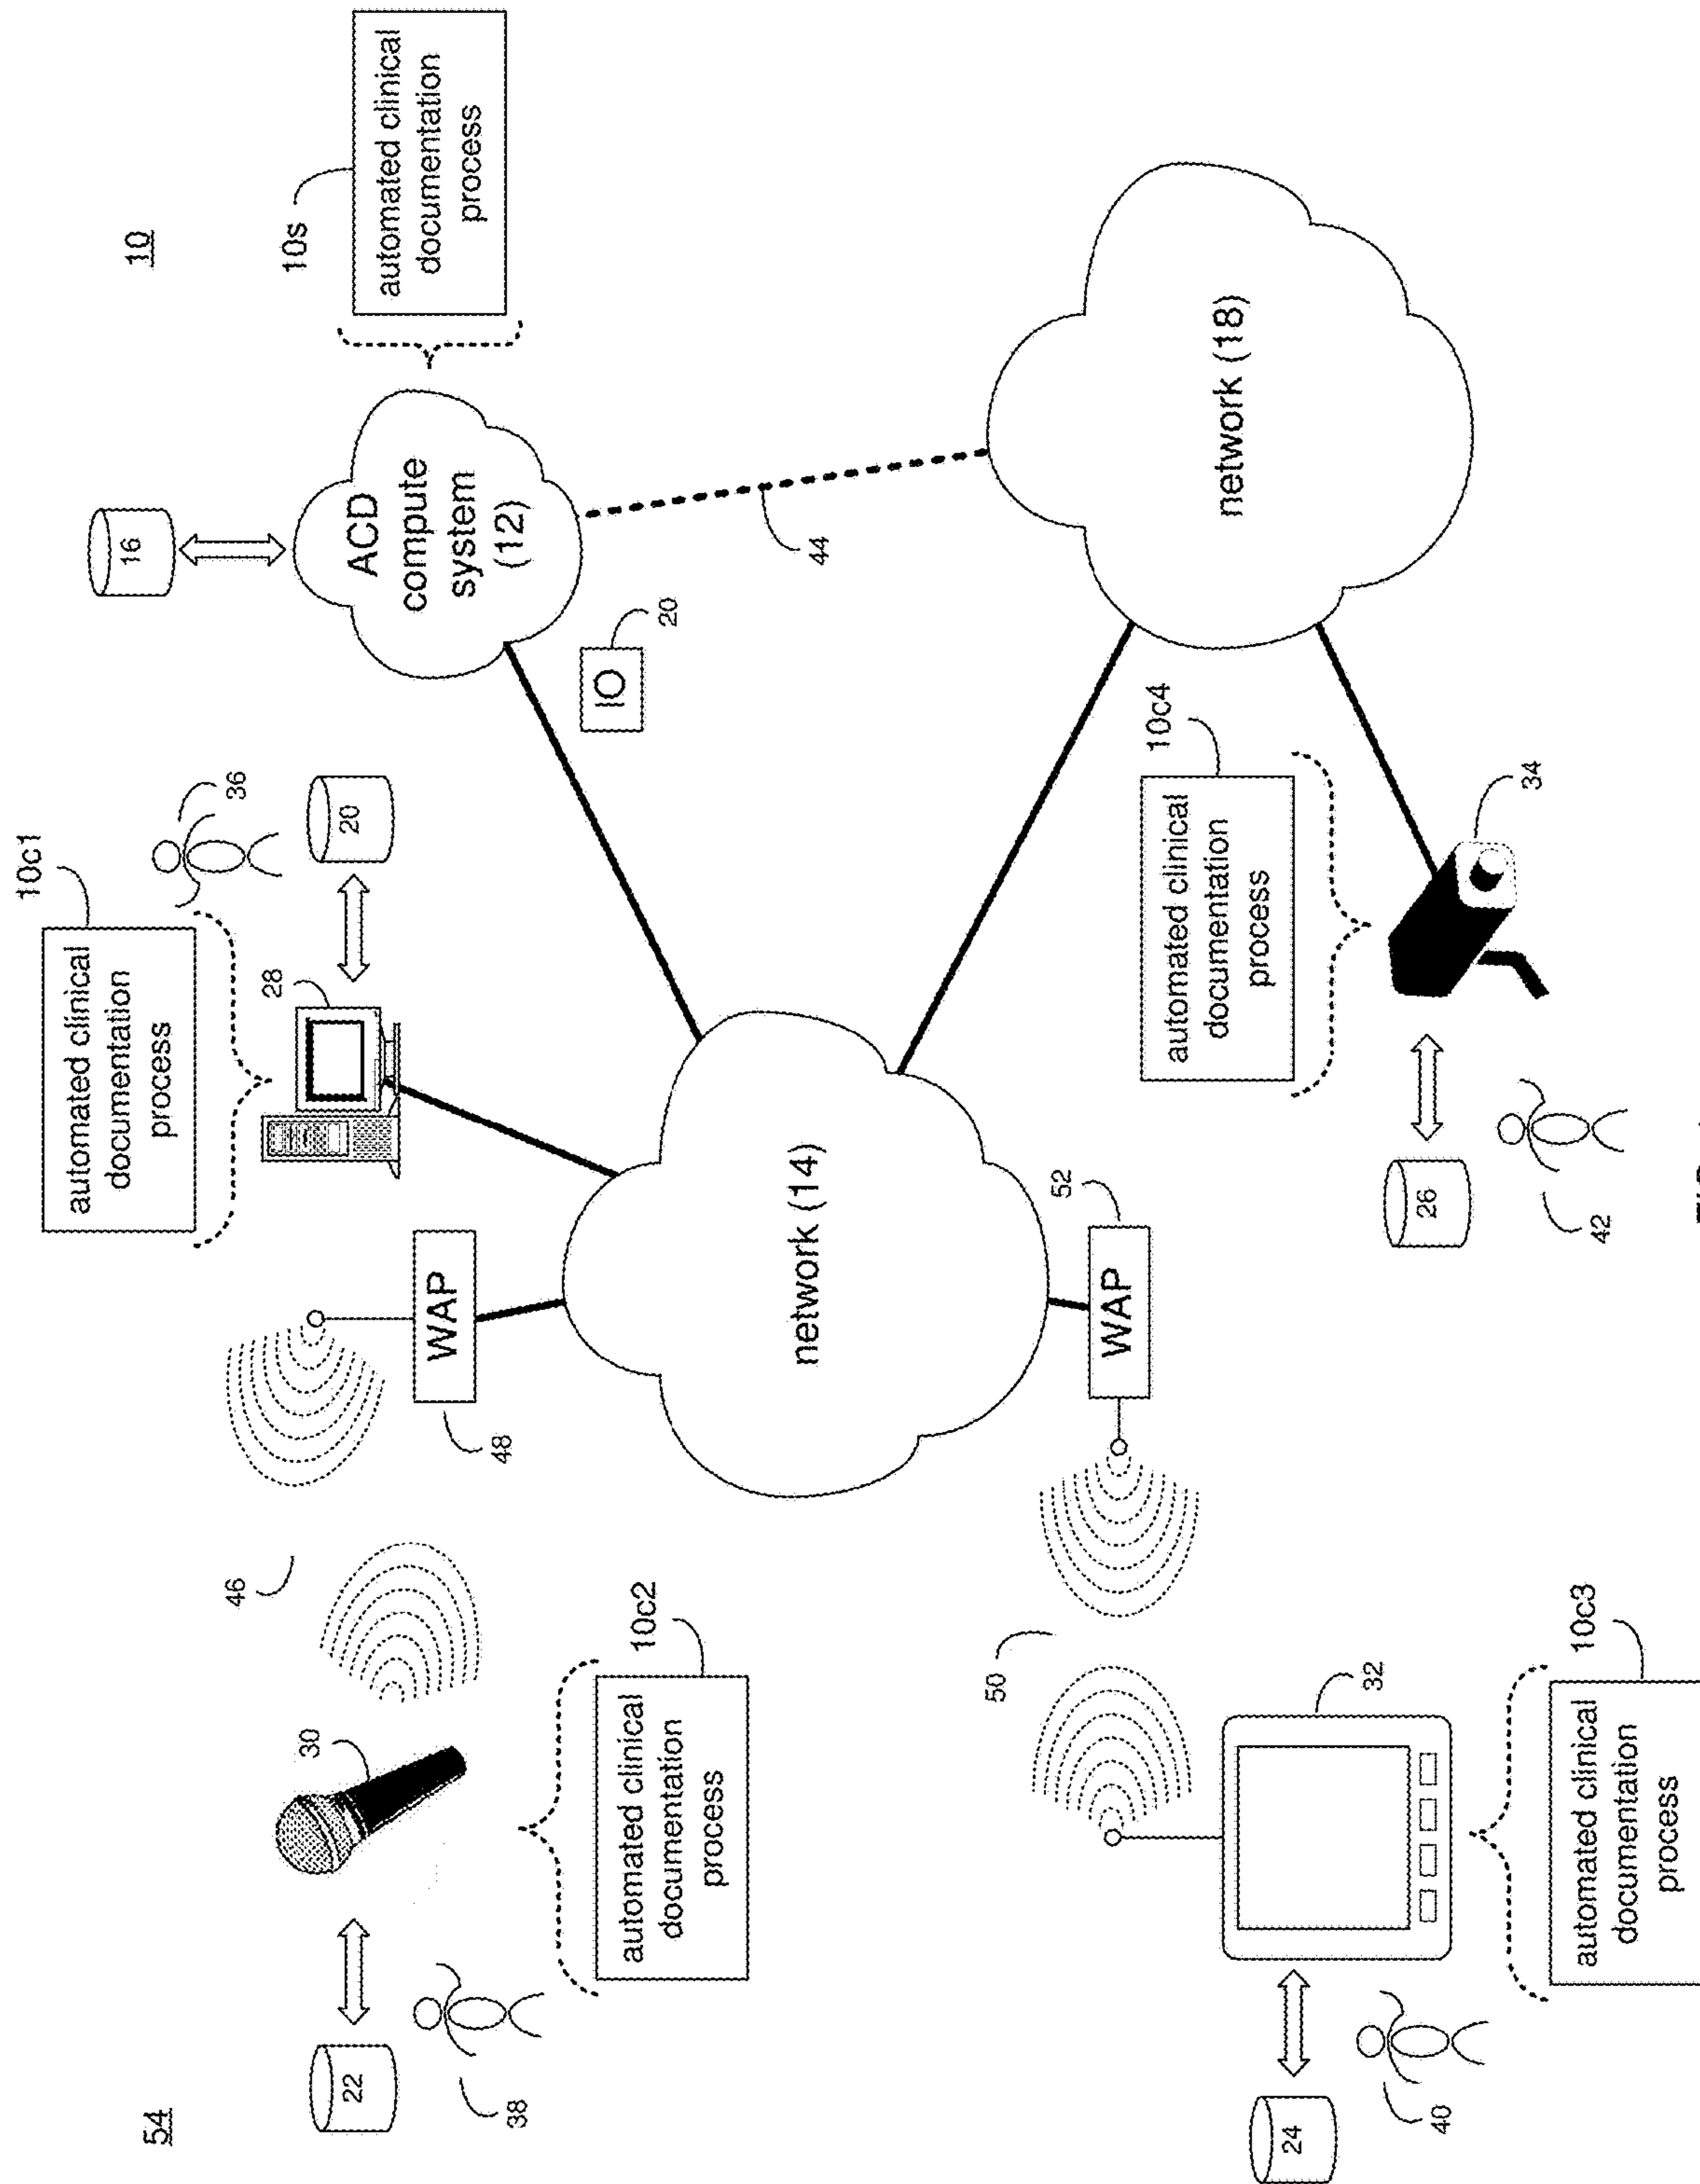 54
10
10c1
automated clinical
documentation
process
36
16
10s
automated clinical
documentation
process
46
28
20
22
30
38
48
WAP
ACD
compute
system
(12)
10c2
automated clinical
documentation
process
IO
20
network (14)
44
50
52
WAP
10c4
automated clinical
documentation
process
network (18)
24
32
40
26
42
34
10c3
automated clinical
documentation
process